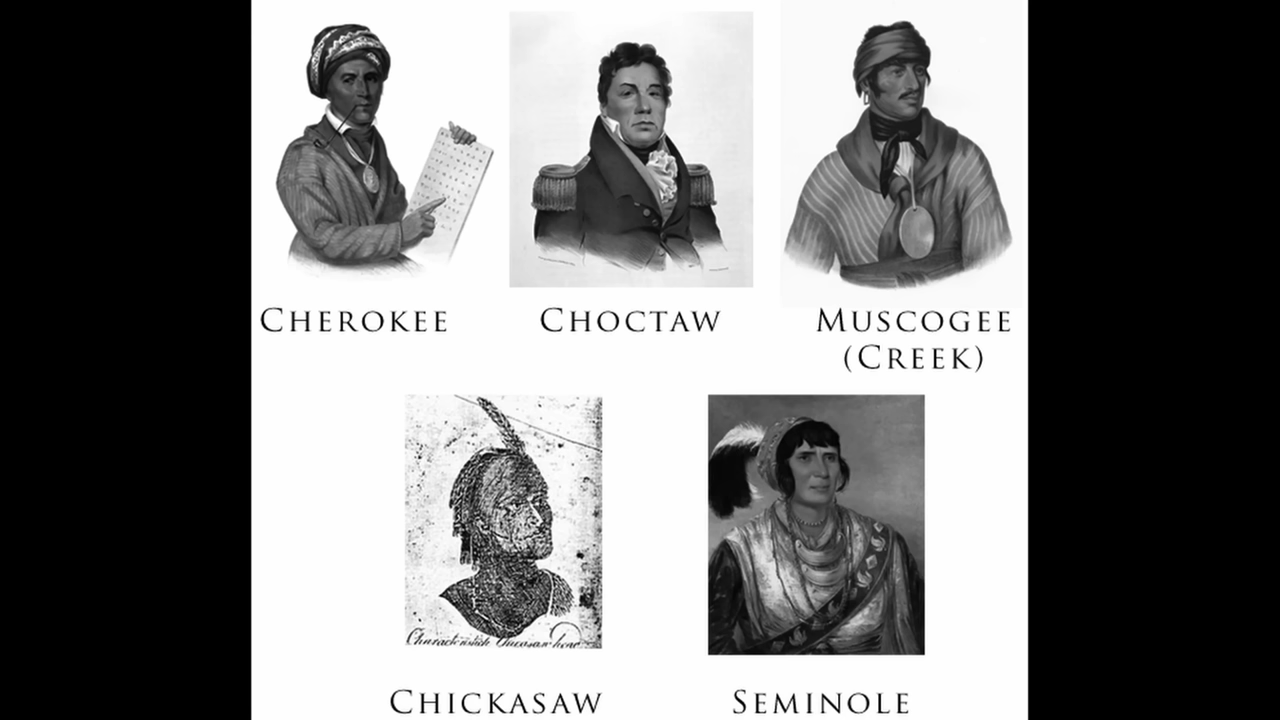 CHEROKEE
CHOCTAW
MUSCOGEE
(CREEK)
Characteristick Chicasaw head
CHICKASAW
SEMINOLE